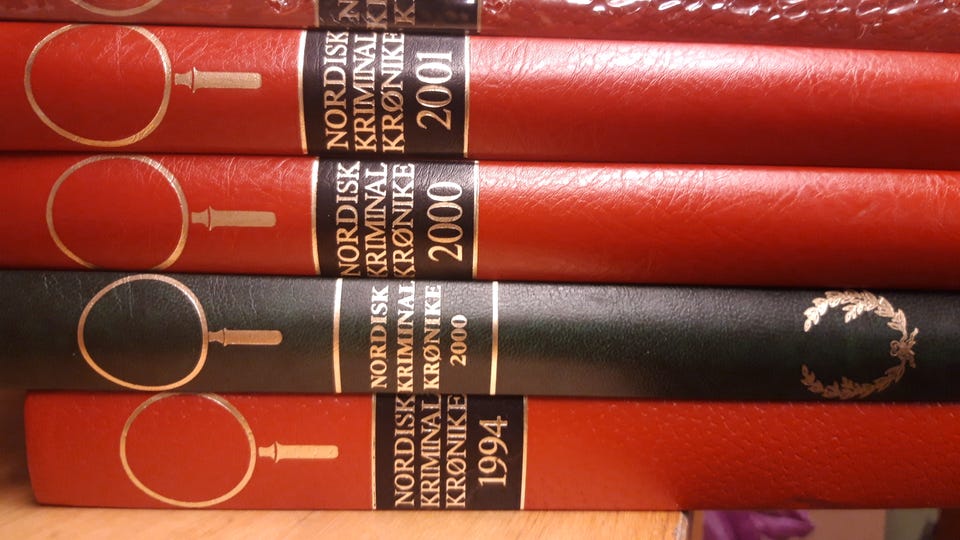 NORDISK
KRIMINAL
KRØNIKE
2001
NORDISK
KRIMINAL
KRØNIKE
2000
NORDISK
KRIMINAL
KRØNIKE
2000
NORDISK
KRIMINAL
KRØNIKE
1994